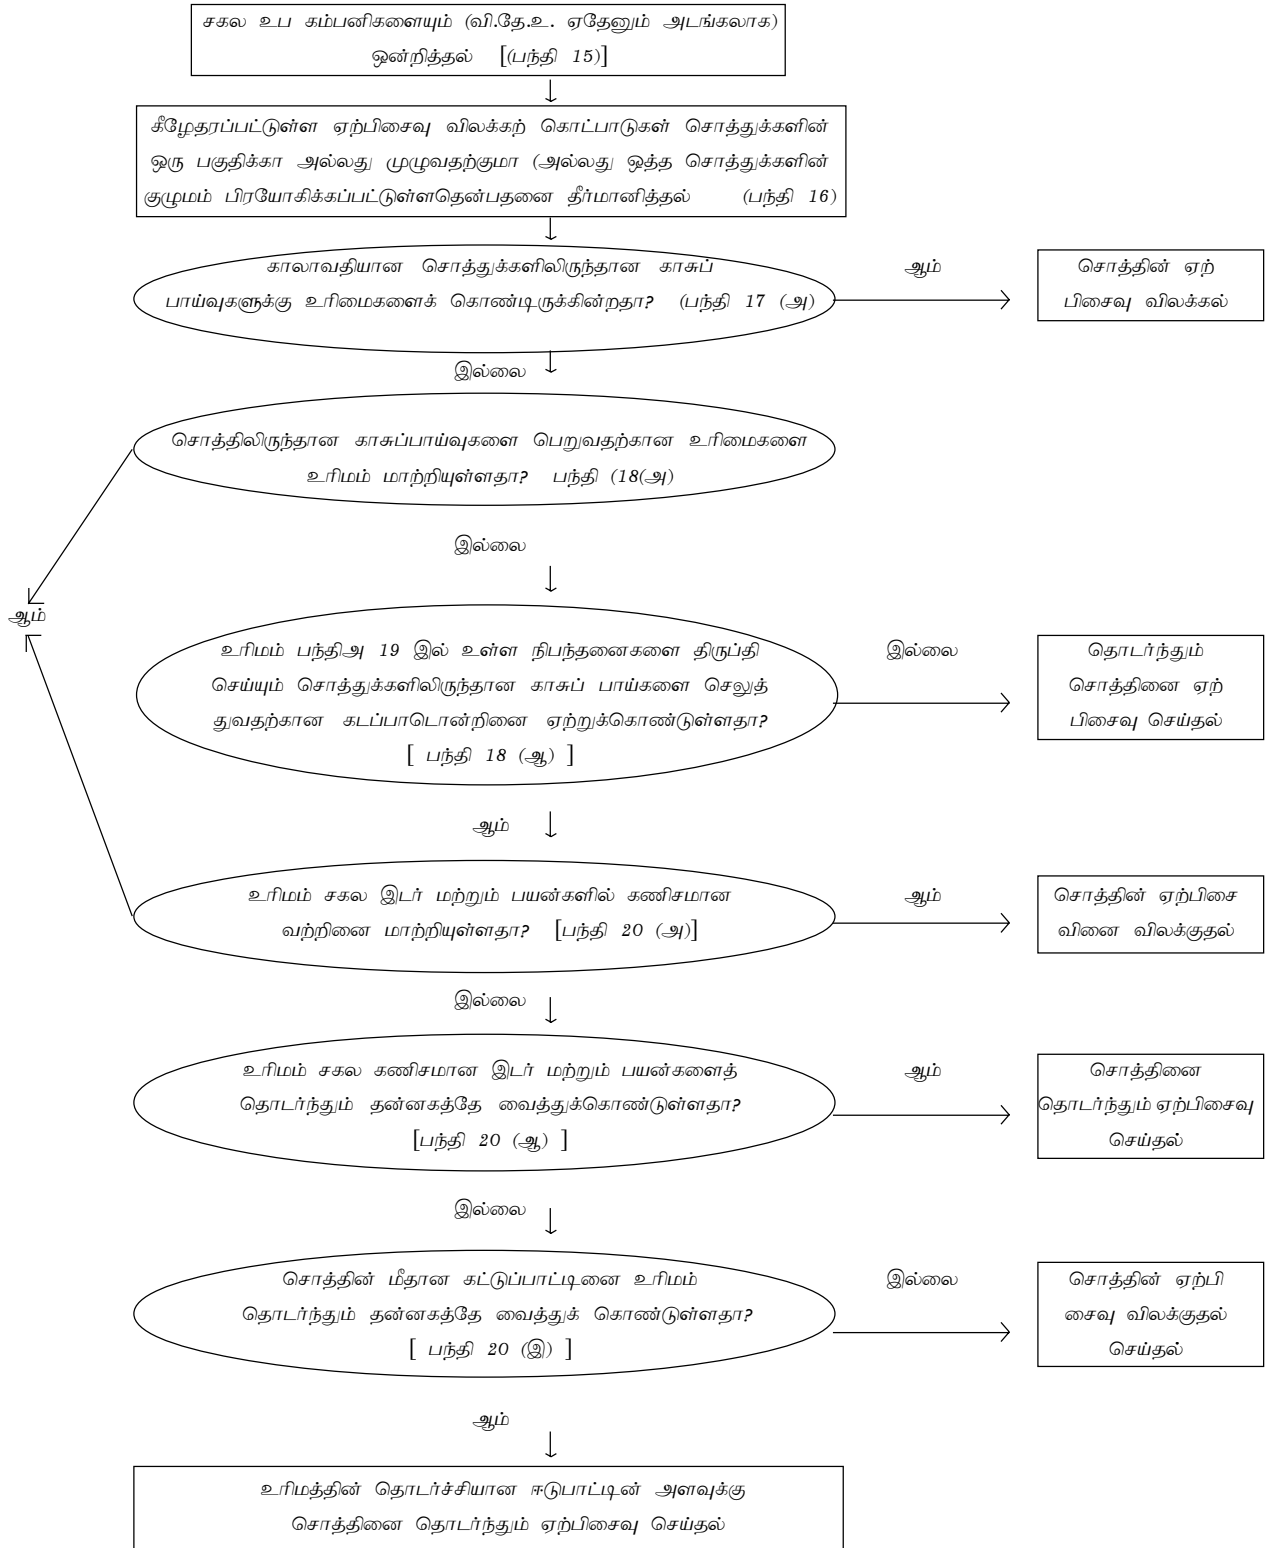 சகல உப கம்பனிகளையும் (வி.தே.உ. ஏதேனும் அடங்கலாக)
ஒன்றித்தல் [(பந்தி 15)]
கீழேதரப்பட்டுள்ள ஏற்பிசைவு விலக்கற் கொட்பாடுகள் சொத்துக்களின்
ஒரு பகுதிக்கா அல்லது முழுவதற்குமா (அல்லது ஒத்த சொத்துக்களின்
குழுமம் பிரயோகிக்கப்பட்டுள்ளதென்பதனை தீர்மானித்தல் (பந்தி 16)
காலாவதியான சொத்துக்களிலிருந்தான காசுப்
பாய்வுகளுக்கு உரிமைகளைக் கொண்டிருக்கின்றதா? (பந்தி 17 (அ)
ஆம்
சொத்தின் ஏற்
பிசைவு விலக்கல்
இல்லை
சொத்திலிருந்தான காசுப்பாய்வுகளை பெறுவதற்கான உரிமைகளை
உரிமம் மாற்றியுள்ளதா? பந்தி (18(அ)
இல்லை
ஆம்
உரிமம் பந்திஅ 19 இல் உள்ள நிபந்தனைகளை திருப்தி
செய்யும் சொத்துக்களிலிருந்தான காசுப் பாய்களை செலுத்
துவதற்கான கடப்பாடொன்றினை ஏற்றுக்கொண்டுள்ளதா?
[ பந்தி 18 (ஆ) ]
இல்லை
தொடர்ந்தும்
சொத்தினை ஏற்
பிசைவு செய்தல்
ஆம்
உரிமம் சகல இடர் மற்றும் பயன்களில் கணிசமான
வற்றினை மாற்றியுள்ளதா? [பந்தி 20 (அ)]
ஆம்
சொத்தின் ஏற்பிசை
வினை விலக்குதல்
இல்லை
உரிமம் சகல கணிசமான இடர் மற்றும் பயன்களைத்
தொடர்ந்தும் தன்னகத்தே வைத்துக்கொண்டுள்ளதா?
[பந்தி 20 (ஆ) ]
ஆம்
சொத்தினை
தொடர்ந்தும் ஏற்பிசைவு
செய்தல்
இல்லை
சொத்தின் மீதான கட்டுப்பாட்டினை உரிமம்
தொடர்ந்தும் தன்னகத்தே வைத்துக் கொண்டுள்ளதா?
[ பந்தி 20 (இ) ]
இல்லை
சொத்தின் ஏற்பி
சைவு விலக்குதல்
செய்தல்
ஆம்
உரிமத்தின் தொடர்ச்சியான ஈடுபாட்டின் அளவுக்கு
சொத்தினை தொடர்ந்தும் ஏற்பிசைவு செய்தல்